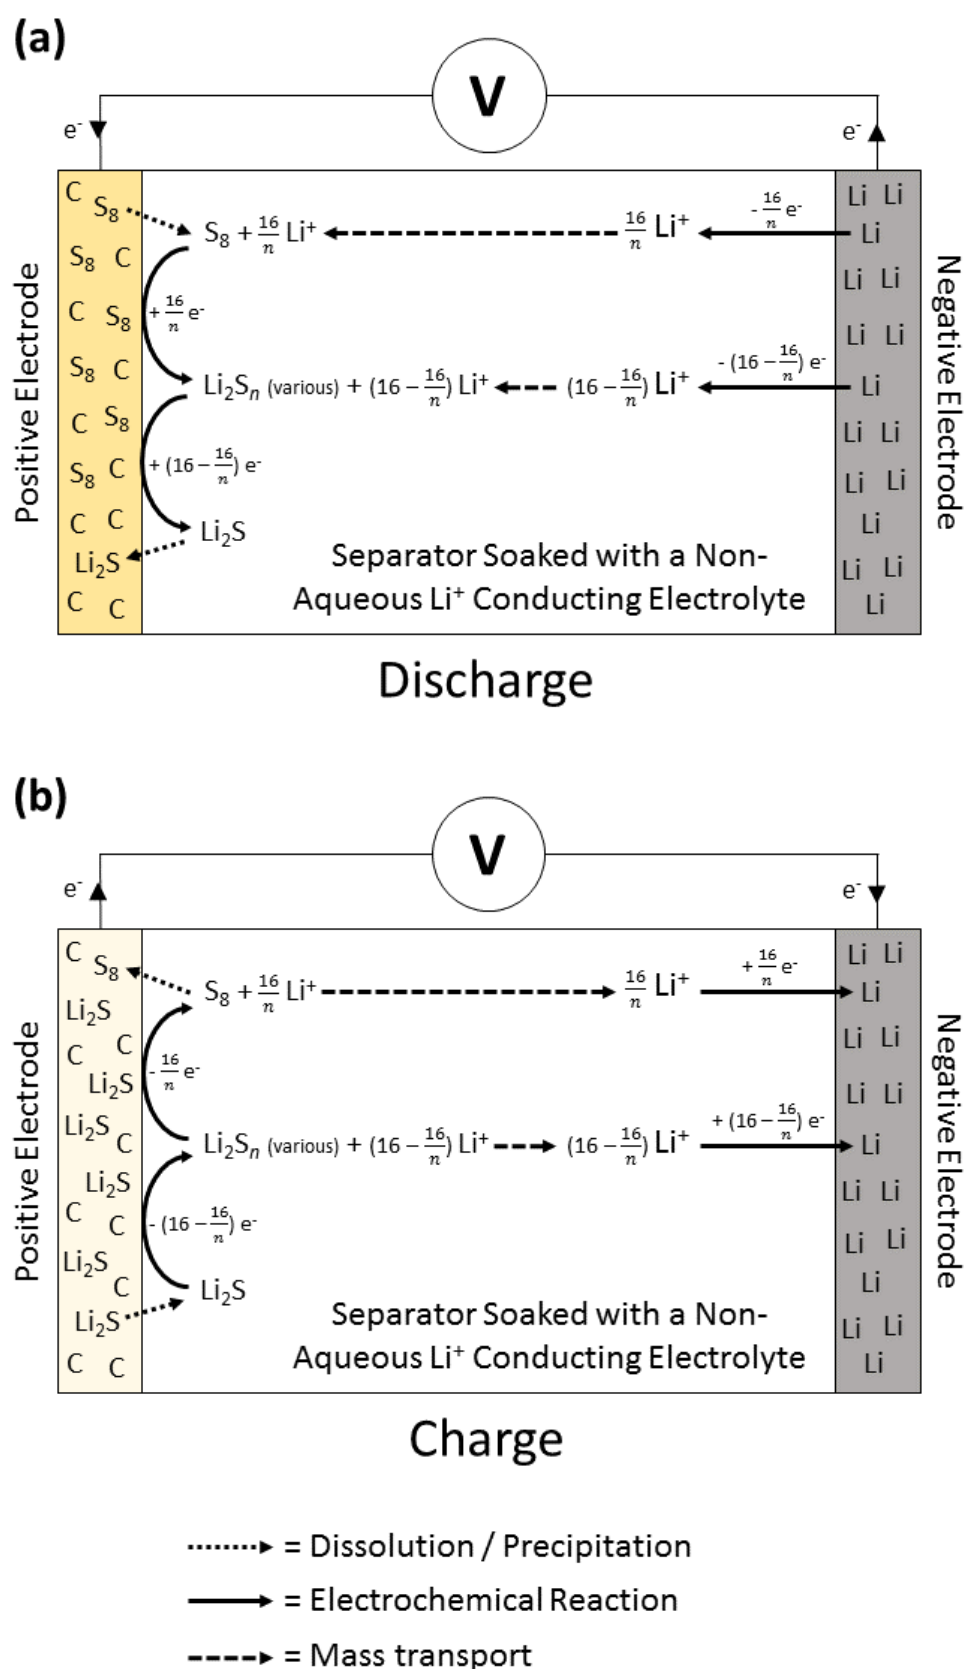 (a)
V
e⁻ e⁻
C
S₈
S₈ C
C S₈
S₈ C
C S₈
S₈ C
C C
Li₂S
C C
S₈ + 16/n Li⁺
16/n Li⁺
- 16/n e⁻
+ 16/n e⁻
Li₂Sₙ (various) + (16 − 16/n) Li⁺
(16 − 16/n) Li⁺
- (16 − 16/n) e⁻
+ (16 − 16/n) e⁻
Li₂S
Separator Soaked with a Non-
Aqueous Li⁺ Conducting Electrolyte
Li Li
Li
Li Li
Li Li
Li
Li Li
Li Li
Li
Li Li
Li
Positive Electrode
Negative Electrode
Discharge
(b)
V
e⁻ e⁻
C
S₈
Li₂S
C C
Li₂S
Li₂S
C
Li₂S
C
C
Li₂S
C
Li₂S
C C
S₈ + 16/n Li⁺
16/n Li⁺
+ 16/n e⁻
- 16/n e⁻
Li₂Sₙ (various) + (16 − 16/n) Li⁺
(16 − 16/n) Li⁺
+ (16 − 16/n) e⁻
- (16 − 16/n) e⁻
Li₂S
Separator Soaked with a Non-
Aqueous Li⁺ Conducting Electrolyte
Li Li
Li
Li Li
Li Li
Li
Li Li
Li Li
Li
Li Li
Li
Positive Electrode
Negative Electrode
Charge
= Dissolution / Precipitation
= Electrochemical Reaction
= Mass transport